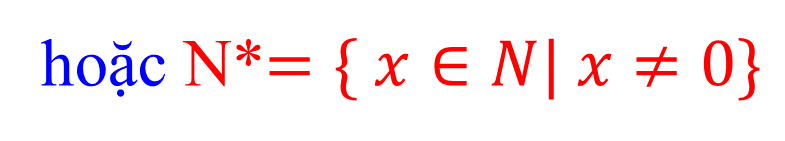 hoặc N*= { x ∈ N| x ≠ 0}